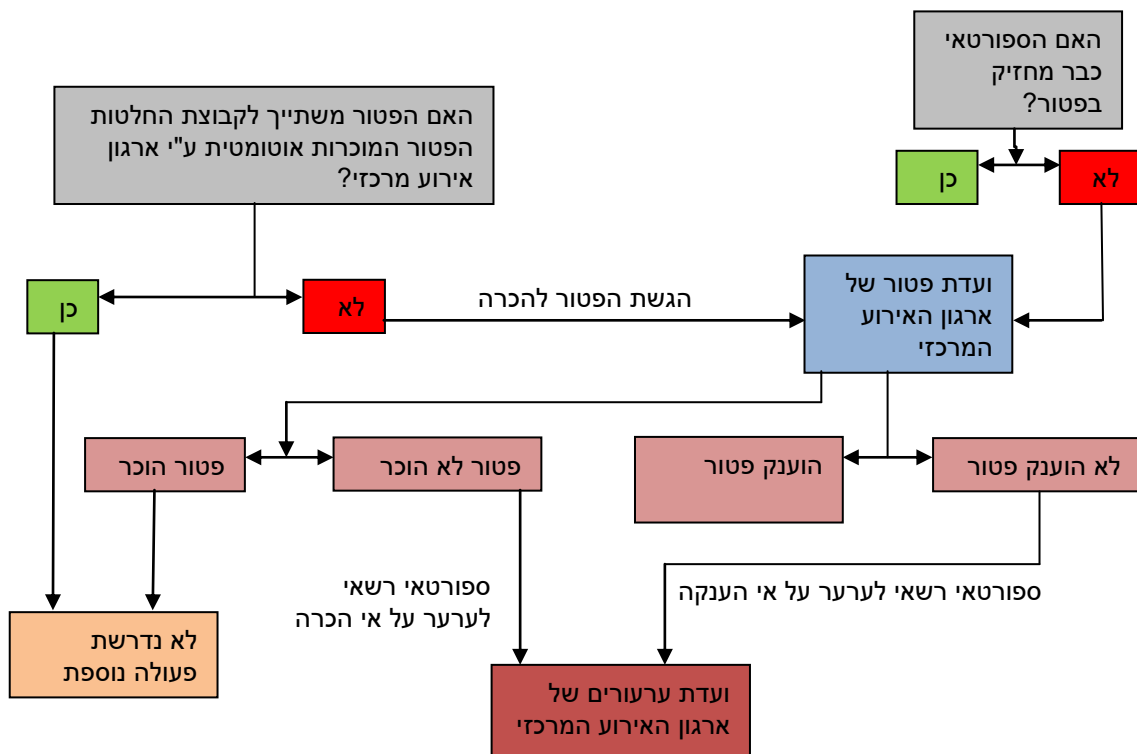 האם הספורטאי
כבר מחזיק
בפטור?
האם הפטור משתייך לקבוצת החלטות
הפטור המוכרות אוטומטית ע"י ארגון
אירוע מרכזי?
לא
כן
לא
כן
הגשת הפטור להכרה
ועדת פטור של
ארגון האירוע
המרכזי
לא הוענק פטור
הוענק פטור
פטור לא הוכר
פטור הוכר
ספורטאי רשאי לערער על אי הענקה
ספורטאי רשאי
לערער על אי הכרה
לא נדרשת
פעולה נוספת
ועדת ערעורים של
ארגון האירוע המרכזי